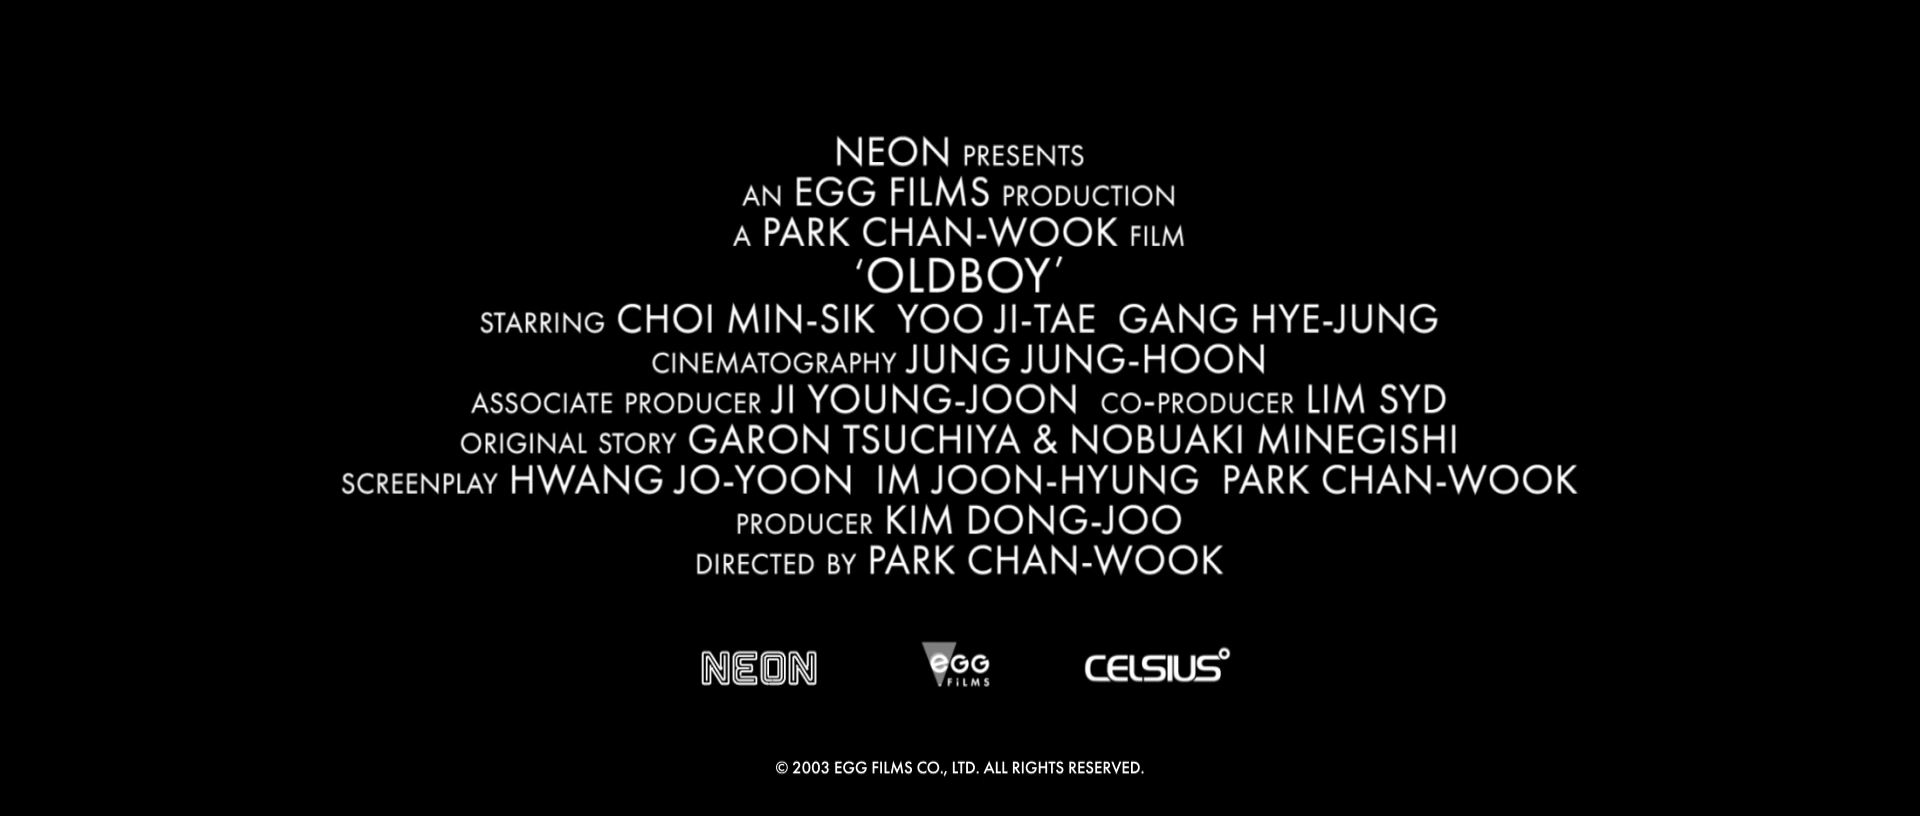 NEON PRESENTS
AN EGG FILMS PRODUCTION
A PARK CHAN-WOOK FILM
‘OLDBOY’
STARRING CHOI MIN-SIK YOO JI-TAE GANG HYE-JUNG
CINEMATOGRAPHY JUNG JUNG-HOON
ASSOCIATE PRODUCER JI YOUNG-JOON CO-PRODUCER LIM SYD
ORIGINAL STORY GARON TSUCHIYA & NOBUAKI MINEGISHI
SCREENPLAY HWANG JO-YOON IM JOON-HYUNG PARK CHAN-WOOK
PRODUCER KIM DONG-JOO
DIRECTED BY PARK CHAN-WOOK
NEON eGG FiLMS CELSIUS°
© 2003 EGG FILMS CO., LTD. ALL RIGHTS RESERVED.